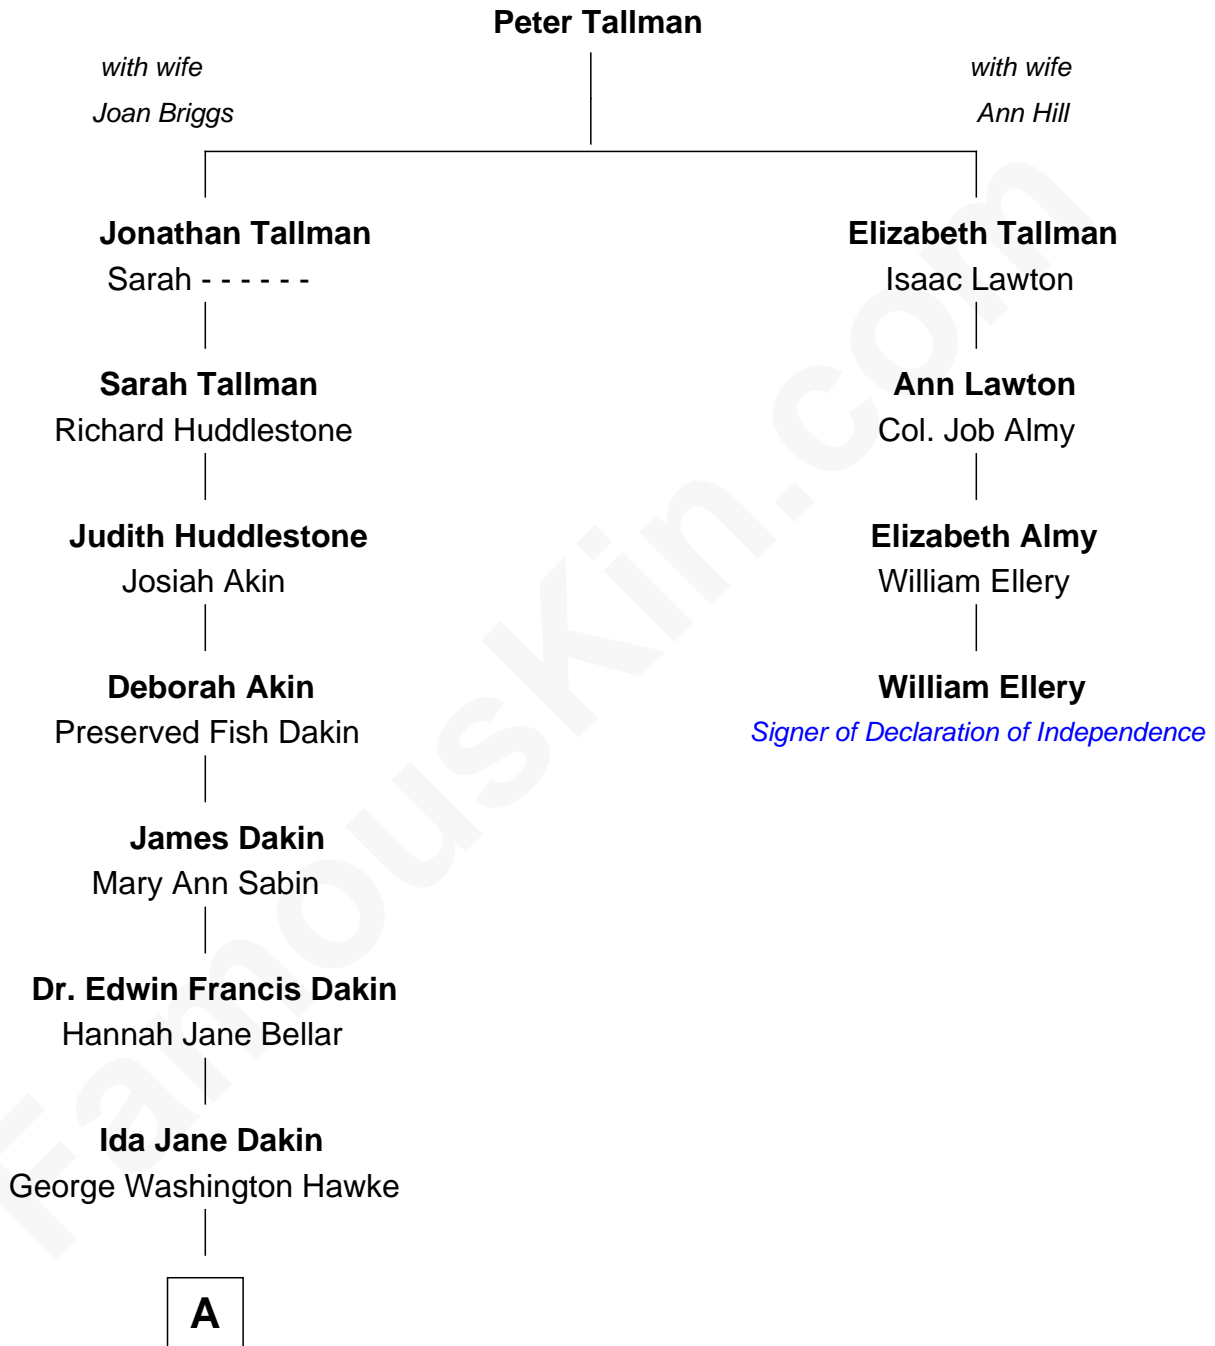 Peter Tallman
with wife
Joan Briggs
with wife
Ann Hill
Jonathan Tallman
Sarah - - - - - -
Elizabeth Tallman
Isaac Lawton
Sarah Tallman
Richard Huddlestone
Ann Lawton
Col. Job Almy
Judith Huddlestone
Josiah Akin
Elizabeth Almy
William Ellery
Deborah Akin
Preserved Fish Dakin
William Ellery
Signer of Declaration of Independence
James Dakin
Mary Ann Sabin
Dr. Edwin Francis Dakin
Hannah Jane Bellar
Ida Jane Dakin
George Washington Hawke
A
FamousKin.com